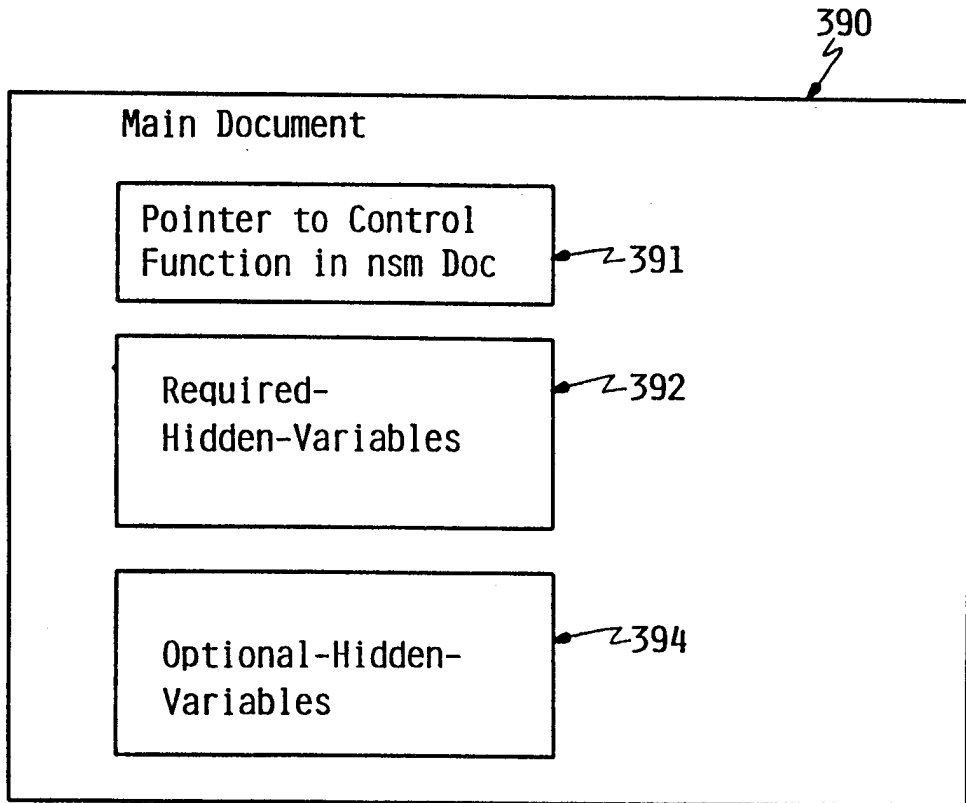 390
Main Document
Pointer to Control
Function in nsm Doc
391
Required-
Hidden-Variables
392
Optional-Hidden-
Variables
394